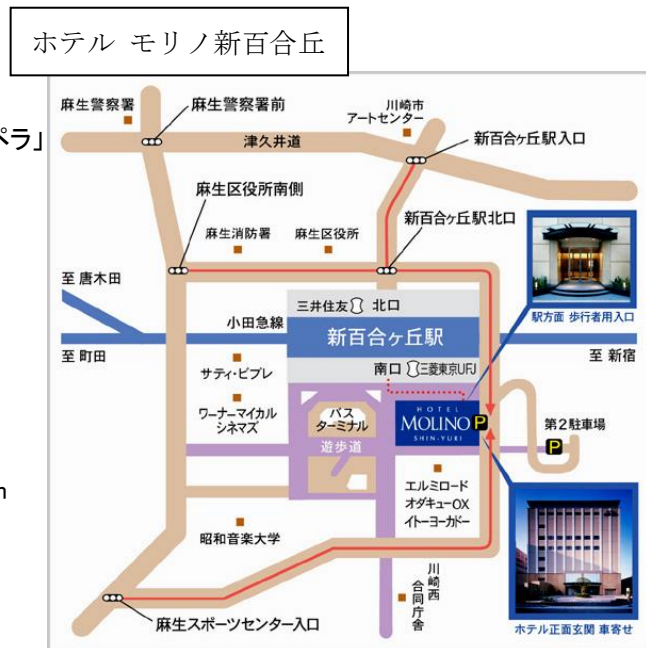 ホテル モリノ新百合丘
ペラ」
麻生警察署
麻生警察署前
川崎市
アートセンター
津久井道
新百合ヶ丘駅入口
麻生区役所南側
麻生消防署
麻生区役所
新百合ヶ丘駅北口
至 唐木田
三井住友
北口
小田急線
新百合ヶ丘駅
駅方面 歩行者用入口
至 町田
至 新宿
南口
三菱東京UFJ
サティ・ビブレ
ワーナーマイカル
シネマズ
バス
ターミナル
遊歩道
HOTEL
MOLINO
SHIN-YURI
P
第2駐車場
P
エルミロード
オダキューOX
イトーヨーカドー
m
昭和音楽大学
川崎西
合同庁舎
麻生スポーツセンター入口
ホテル正面玄関 車寄せ